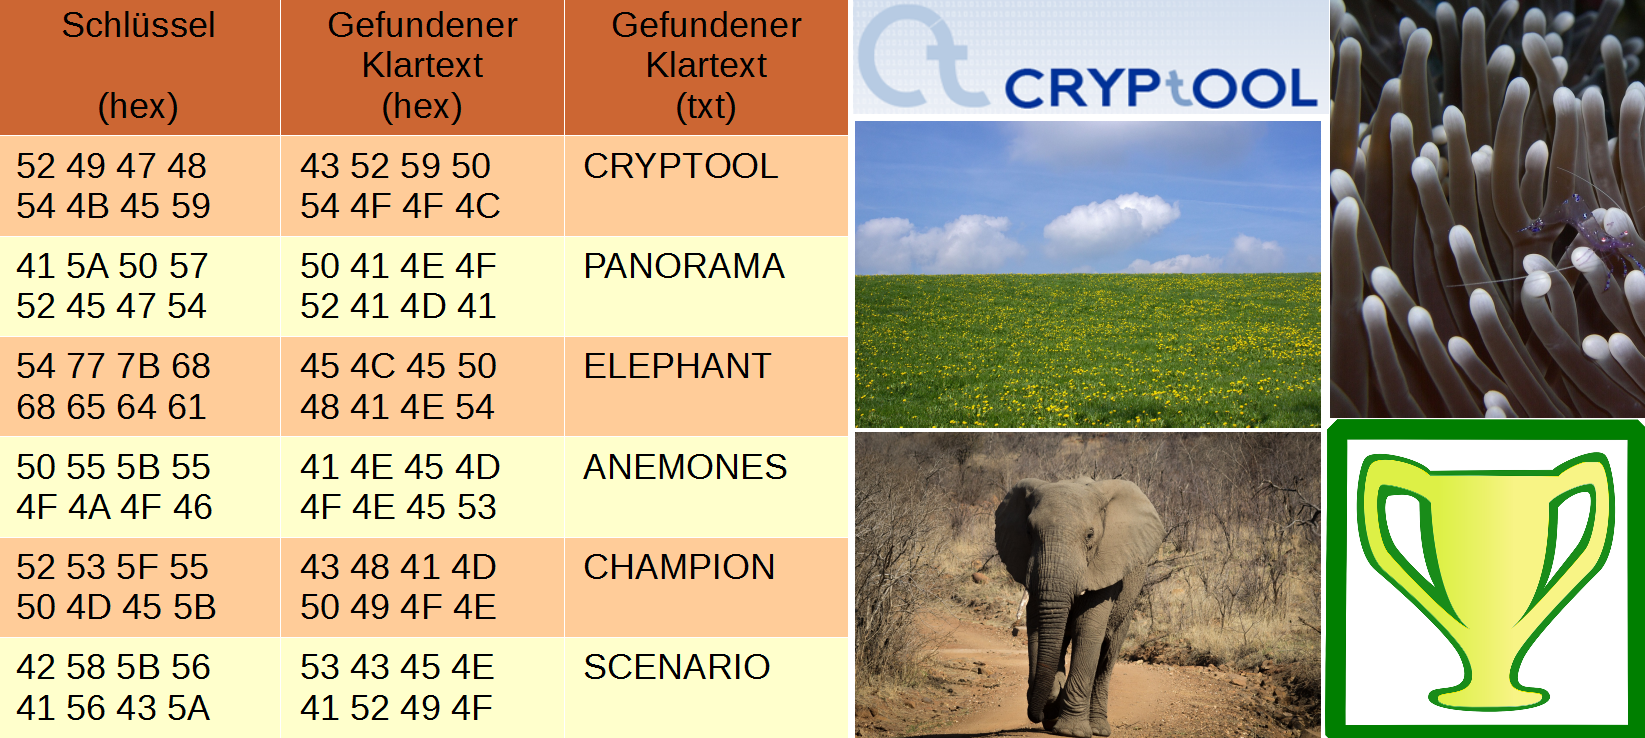 Schlüssel
(hex)
Gefundener
Klartext
(hex)
Gefundener
Klartext
(txt)
52 49 47 48
54 4B 45 59
43 52 59 50
54 4F 4F 4C
CRYPTOOL
41 5A 50 57
52 45 47 54
50 41 4E 4F
52 41 4D 41
PANORAMA
54 77 7B 68
68 65 64 61
45 4C 45 50
48 41 4E 54
ELEPHANT
50 55 5B 55
4F 4A 4F 46
41 4E 45 4D
4F 4E 45 53
ANEMONES
52 53 5F 55
50 4D 45 5B
43 48 41 4D
50 49 4F 4E
CHAMPION
42 58 5B 56
41 56 43 5A
53 43 45 4E
41 52 49 4F
SCENARIO
Ct
CRYPtOOL